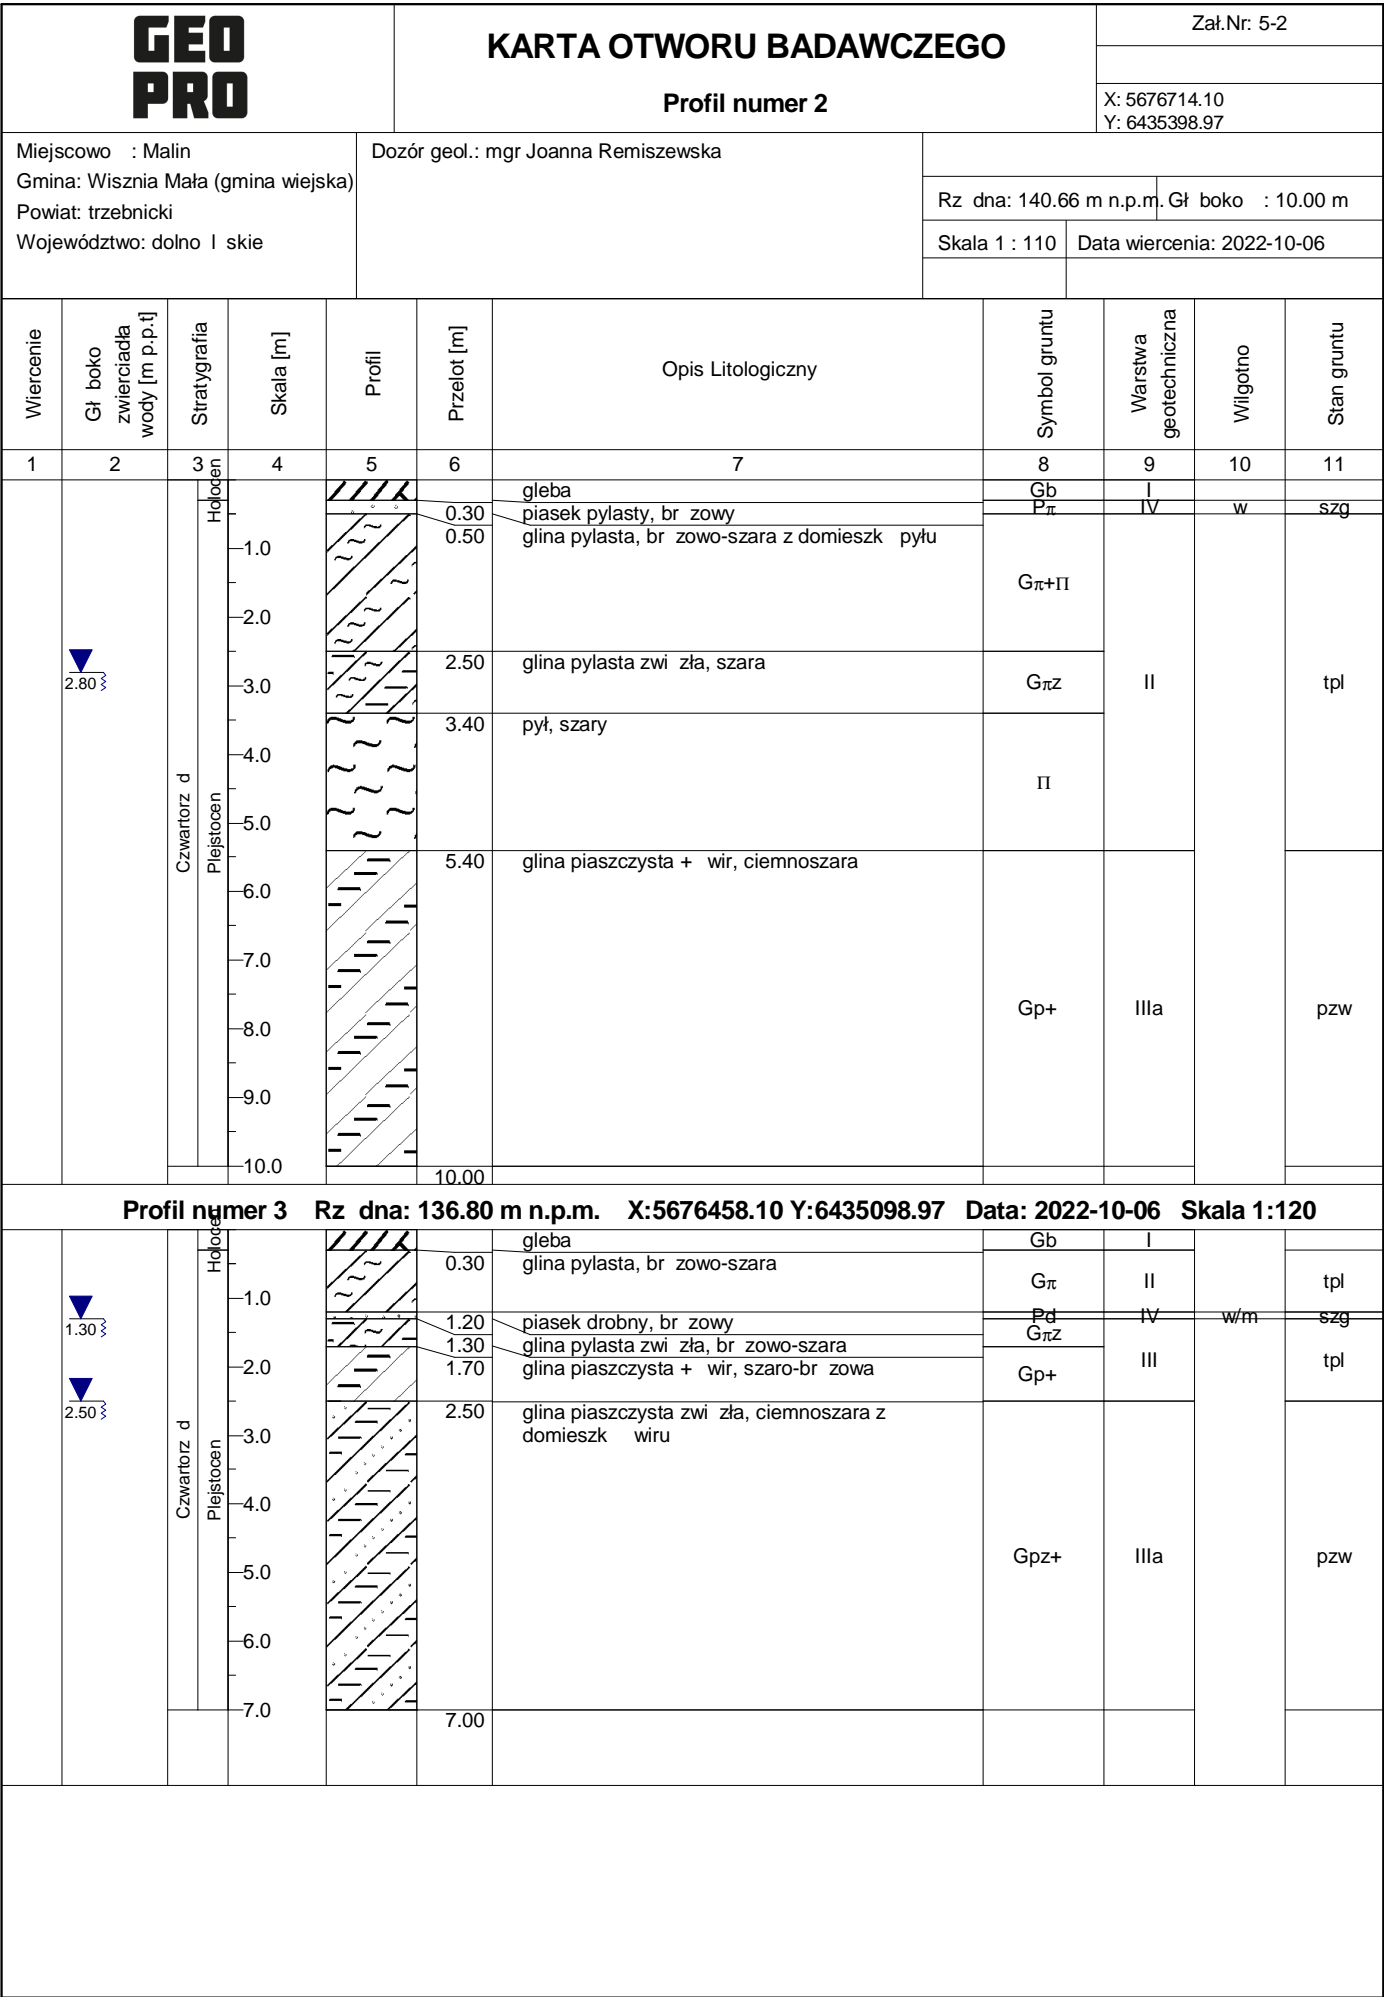 GEO
PRO
KARTA OTWORU BADAWCZEGO
Profil numer 2
Zał.Nr: 5-2
X: 5676714.10
Y: 6435398.97
Miejscowo : Malin
Gmina: Wisznia Mała (gmina wiejska)
Powiat: trzebnicki
Województwo: dolno l skie
Dozór geol.: mgr Joanna Remiszewska
Rz dna: 140.66 m n.p.m. Gł boko : 10.00 m
Skala 1 : 110 Data wiercenia: 2022-10-06
Wiercenie
Gł boko
zwierciadła
wody [m p.p.t]
Stratygrafia
Skala [m]
Profil
Przelot [m]
Opis Litologiczny
Symbol gruntu
Warstwa
geotechniczna
Wilgotno
Stan gruntu
1 2 3 4 5 6 7 8 9 10 11
Holocen
gleba Gb I
0.30 piasek pylasty, br zowy Pπ IV w szg
0.50 glina pylasta, br zowo-szara z domieszk pyłu
1.0
Gπ+Π
2.0
2.50 glina pylasta zwi zła, szara
2.80
3.0 Gπz II tpl
3.40 pył, szary
4.0
Π
Czwartorz d
Plejstocen
5.0
5.40 glina piaszczysta + wir, ciemnoszara
6.0
7.0
Gp+ IIIa pzw
8.0
9.0
10.0
10.00
Profil numer 3 Rz dna: 136.80 m n.p.m. X:5676458.10 Y:6435098.97 Data: 2022-10-06 Skala 1:120
Holocen
gleba Gb I
0.30 glina pylasta, br zowo-szara
Gπ II tpl
1.0
1.30
1.20 piasek drobny, br zowy Pd IV w/m szg
1.30 glina pylasta zwi zła, br zowo-szara Gπz
2.0 III tpl
1.70 glina piaszczysta + wir, szaro-br zowa Gp+
2.50
2.50 glina piaszczysta zwi zła, ciemnoszara z
domieszk wiru
3.0
Czwartorz d
Plejstocen
4.0
5.0
Gpz+ IIIa pzw
6.0
7.0
7.00